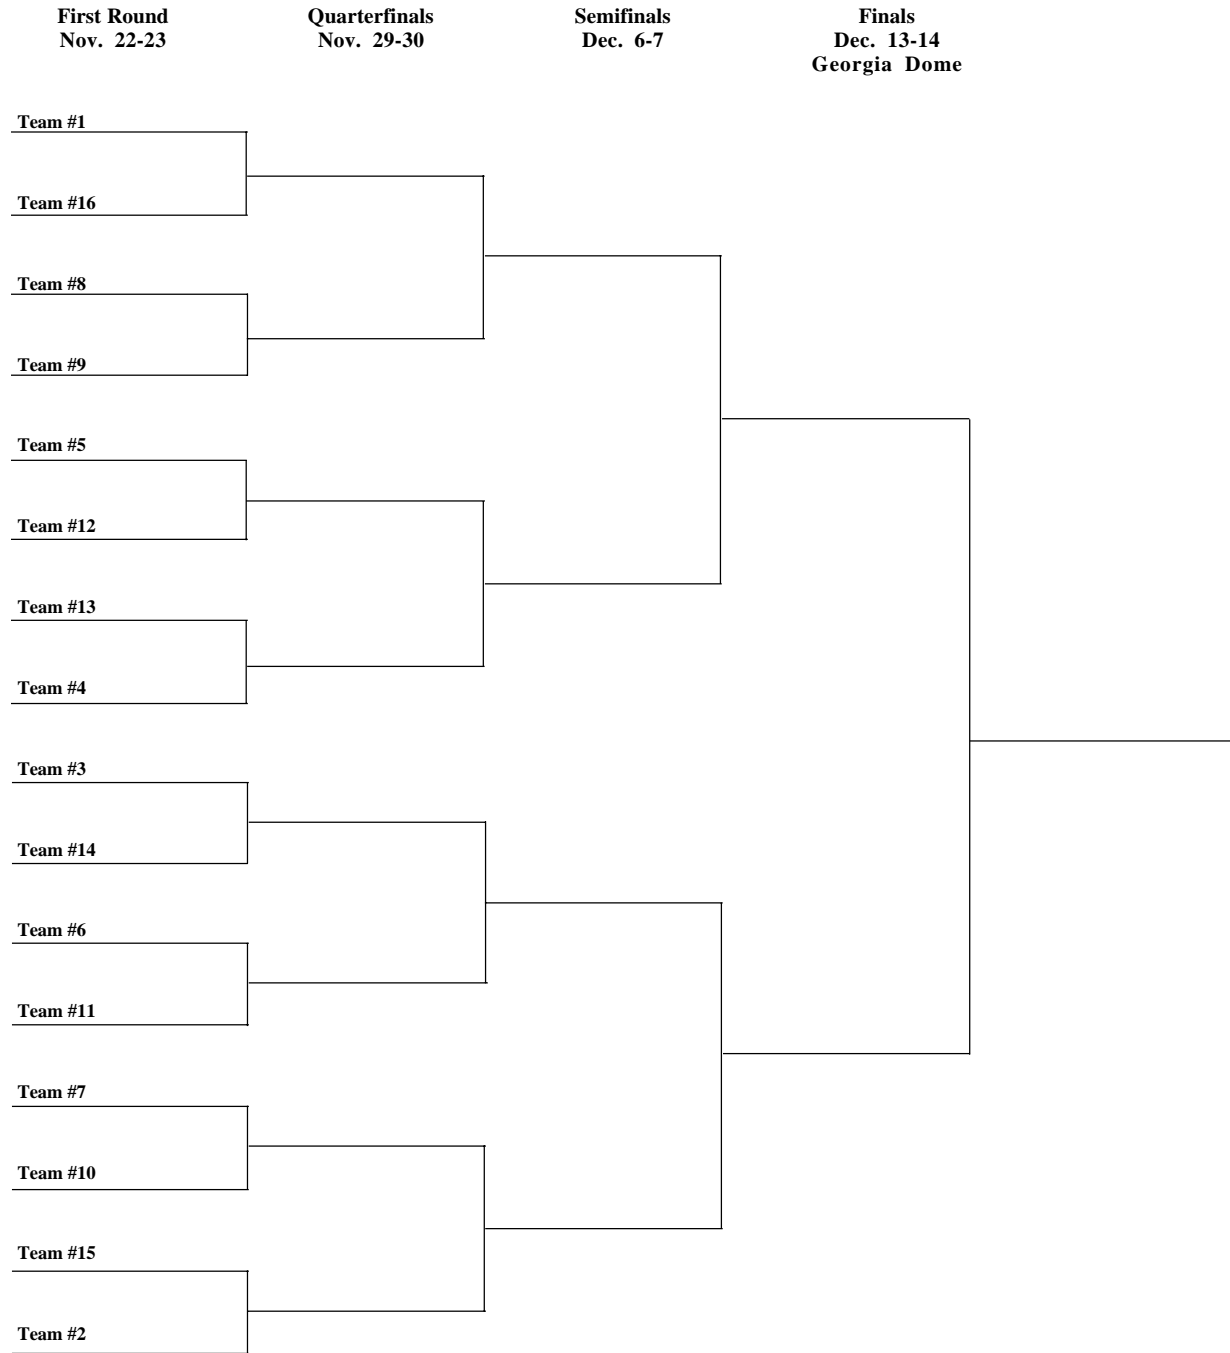 First Round
Nov. 22-23
Quarterfinals
Nov. 29-30
Semifinals
Dec. 6-7
Finals
Dec. 13-14
Georgia Dome
Team #1
Team #16
Team #8
Team #9
Team #5
Team #12
Team #13
Team #4
Team #3
Team #14
Team #6
Team #11
Team #7
Team #10
Team #15
Team #2